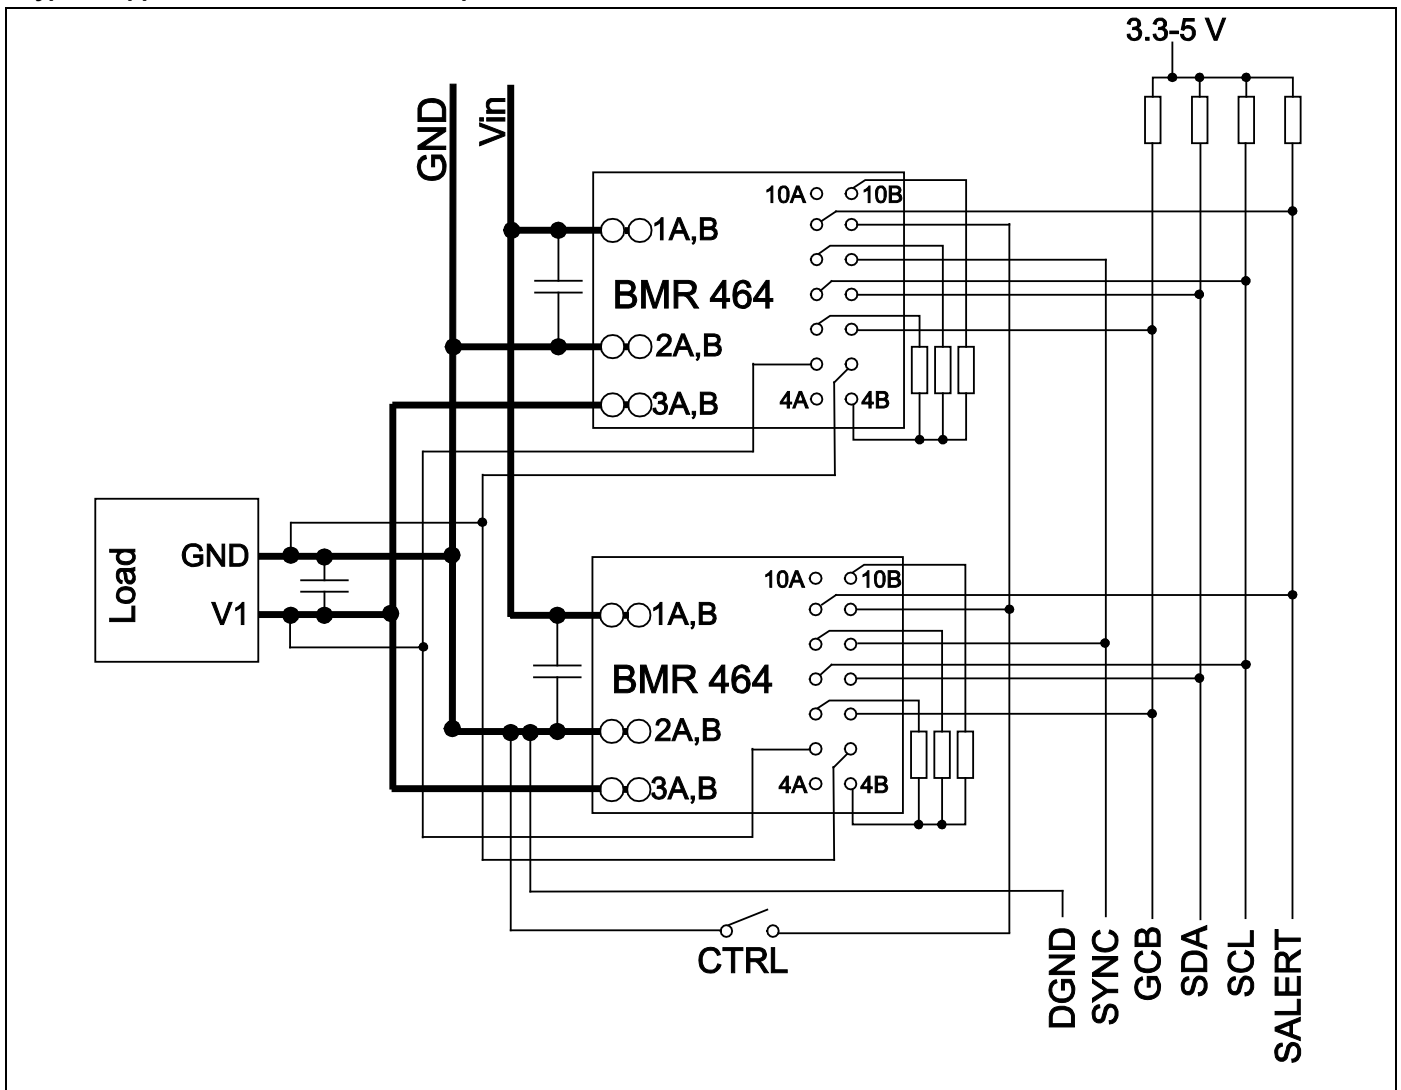 3.3-5 V
GND
Vin
10A
10B
1A,B
BMR 464
2A,B
3A,B
4A
4B
Load
GND
V1
10A
10B
1A,B
BMR 464
2A,B
3A,B
4A
4B
CTRL
DGND
SYNC
GCB
SDA
SCL
SALERT